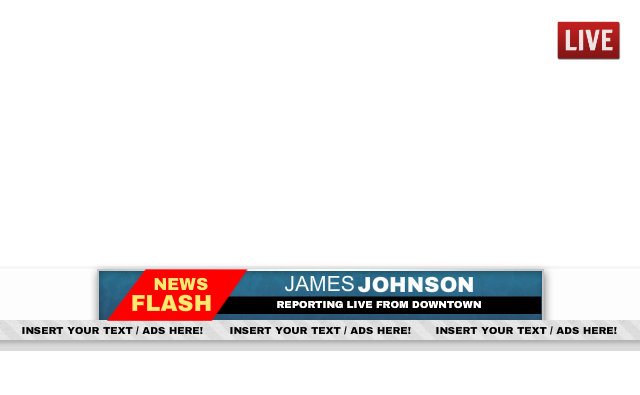 LIVE
NEWS
FLASH
JAMES JOHNSON
REPORTING LIVE FROM DOWNTOWN
INSERT YOUR TEXT / ADS HERE! INSERT YOUR TEXT / ADS HERE! INSERT YOUR TEXT / ADS HERE!